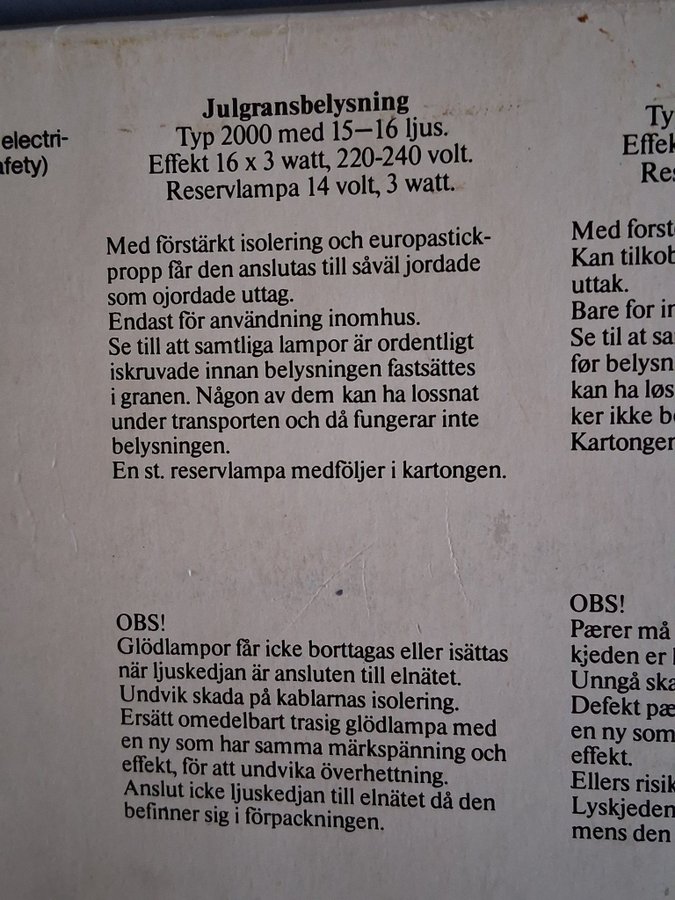 electri-
afety)
Julgransbelysning
Typ 2000 med 15—16 ljus.
Effekt 16 x 3 watt, 220-240 volt.
Reservlampa 14 volt, 3 watt.
Med förstärkt isolering och europastick-
propp får den anslutas till såväl jordade
som ojordade uttag.
Endast för användning inomhus.
Se till att samtliga lampor är ordentligt
iskruvade innan belysningen fastsättes
i granen. Någon av dem kan ha lossnat
under transporten och då fungerar inte
belysningen.
En st. reservlampa medföljer i kartongen.
OBS!
Glödlampor får icke borttagas eller isättas
när ljuskedjan är ansluten till elnätet.
Undvik skada på kablarnas isolering.
Ersätt omedelbart trasig glödlampa med
en ny som har samma märkspänning och
effekt, för att undvika överhettning.
Anslut icke ljuskedjan till elnätet då den
befinner sig i förpackningen.
Ty
Effek
Res
Med forst
Kan tilkob
uttak.
Bare for in
Se til at sa
før belysn
kan ha løs
ker ikke be
Kartonger
OBS!
Pærer må
kjeden er
Unngå ska
Defekt pæ
en ny som
effekt.
Ellers risik
Lyskjeden
mens den